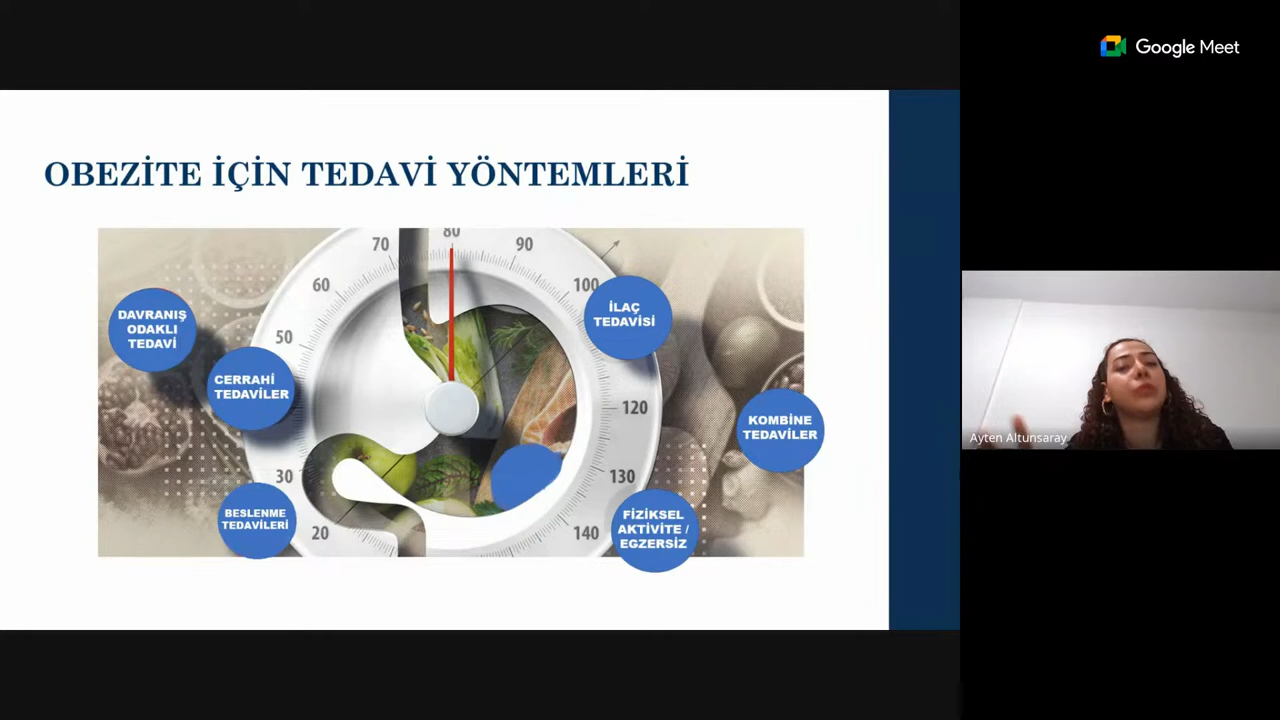 Google Meet
OBEZİTE İÇİN TEDAVİ YÖNTEMLERİ
DAVRANIŞ
ODAKLI
TEDAVİ
CERRAHİ
TEDAVİLER
BESLENME
TEDAVİLERİ
20
30
50
60
70
80
90
100
120
130
140
İLAÇ
TEDAVİSİ
KOMBİNE
TEDAVİLER
FİZİKSEL
AKTİVİTE /
EGZERSİZ
Ayten Altunsaray